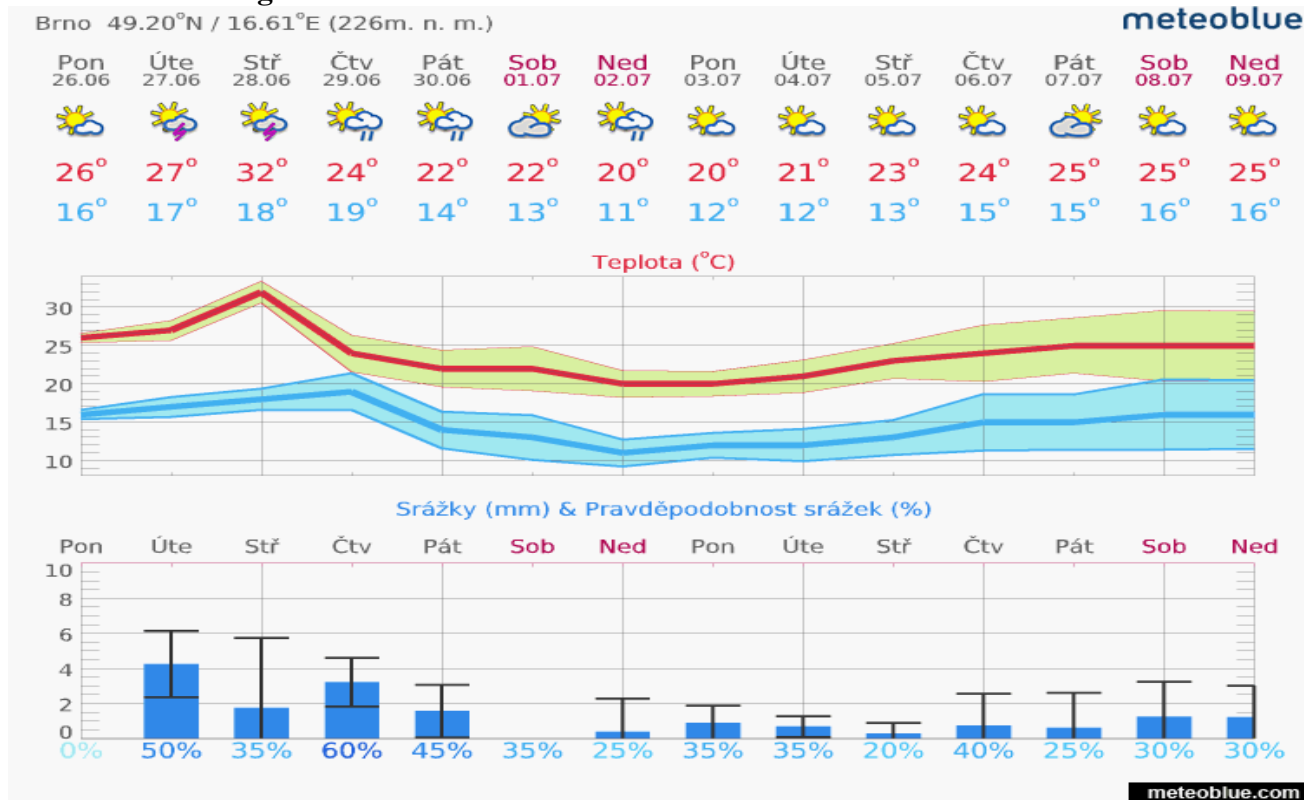 Brno 49.20°N / 16.61°E (226m. n. m.)
meteoblue
Pon Úte Stř Čtv Pát Sob Ned Pon Úte Stř Čtv Pát Sob Ned
26.06 27.06 28.06 29.06 30.06 01.07 02.07 03.07 04.07 05.07 06.07 07.07 08.07 09.07
26° 27° 32° 24° 22° 22° 20° 20° 21° 23° 24° 25° 25° 25°
16° 17° 18° 19° 14° 13° 11° 12° 12° 13° 15° 15° 16° 16°
Teplota (°C)
30
25
20
15
10
Srážky (mm) & Pravděpodobnost srážek (%)
Pon Úte Stř Čtv Pát Sob Ned Pon Úte Stř Čtv Pát Sob Ned
10
8
6
4
2
0
0% 50% 35% 60% 45% 35% 25% 35% 35% 20% 40% 25% 30% 30%
meteoblue.com